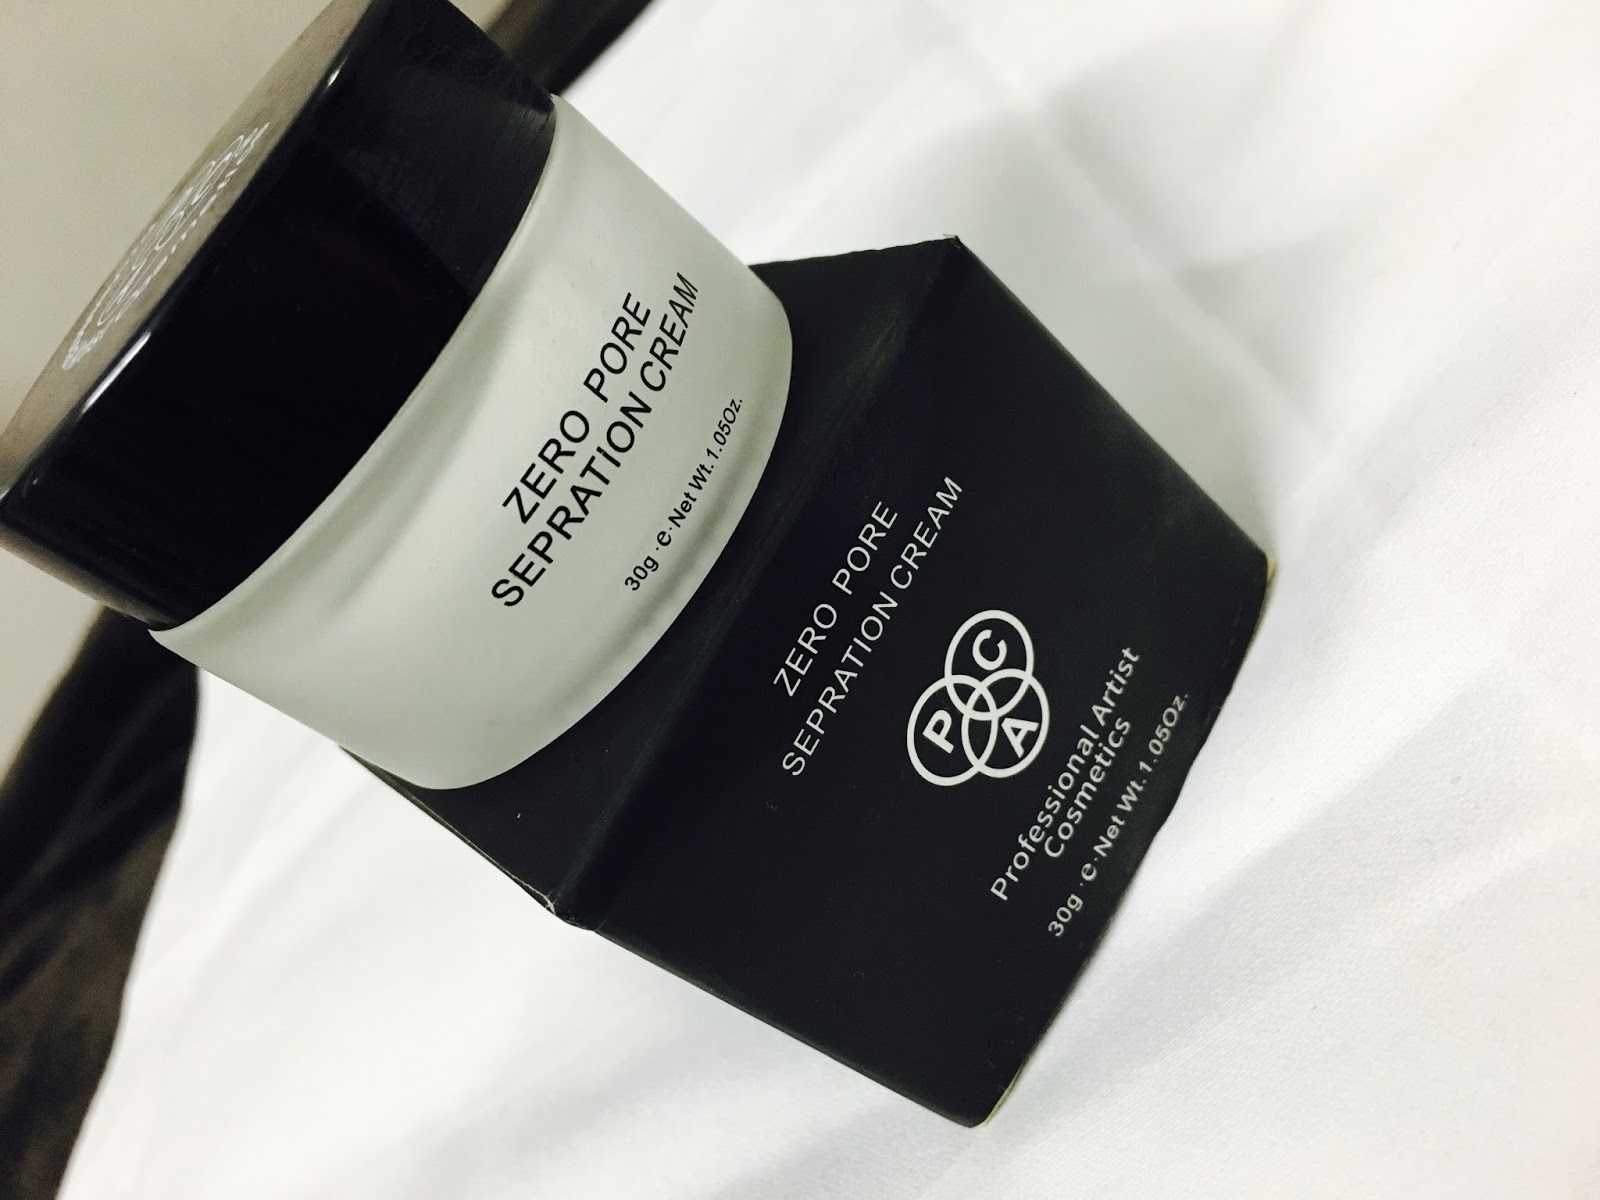 ZERO PORE
SEPRATION CREAM
30g·e·Net Wt.1.05Oz.
ZERO PORE
SEPRATION CREAM
P C A
Professional Artist
Cosmetics
30g·e·Net Wt.1.05Oz.